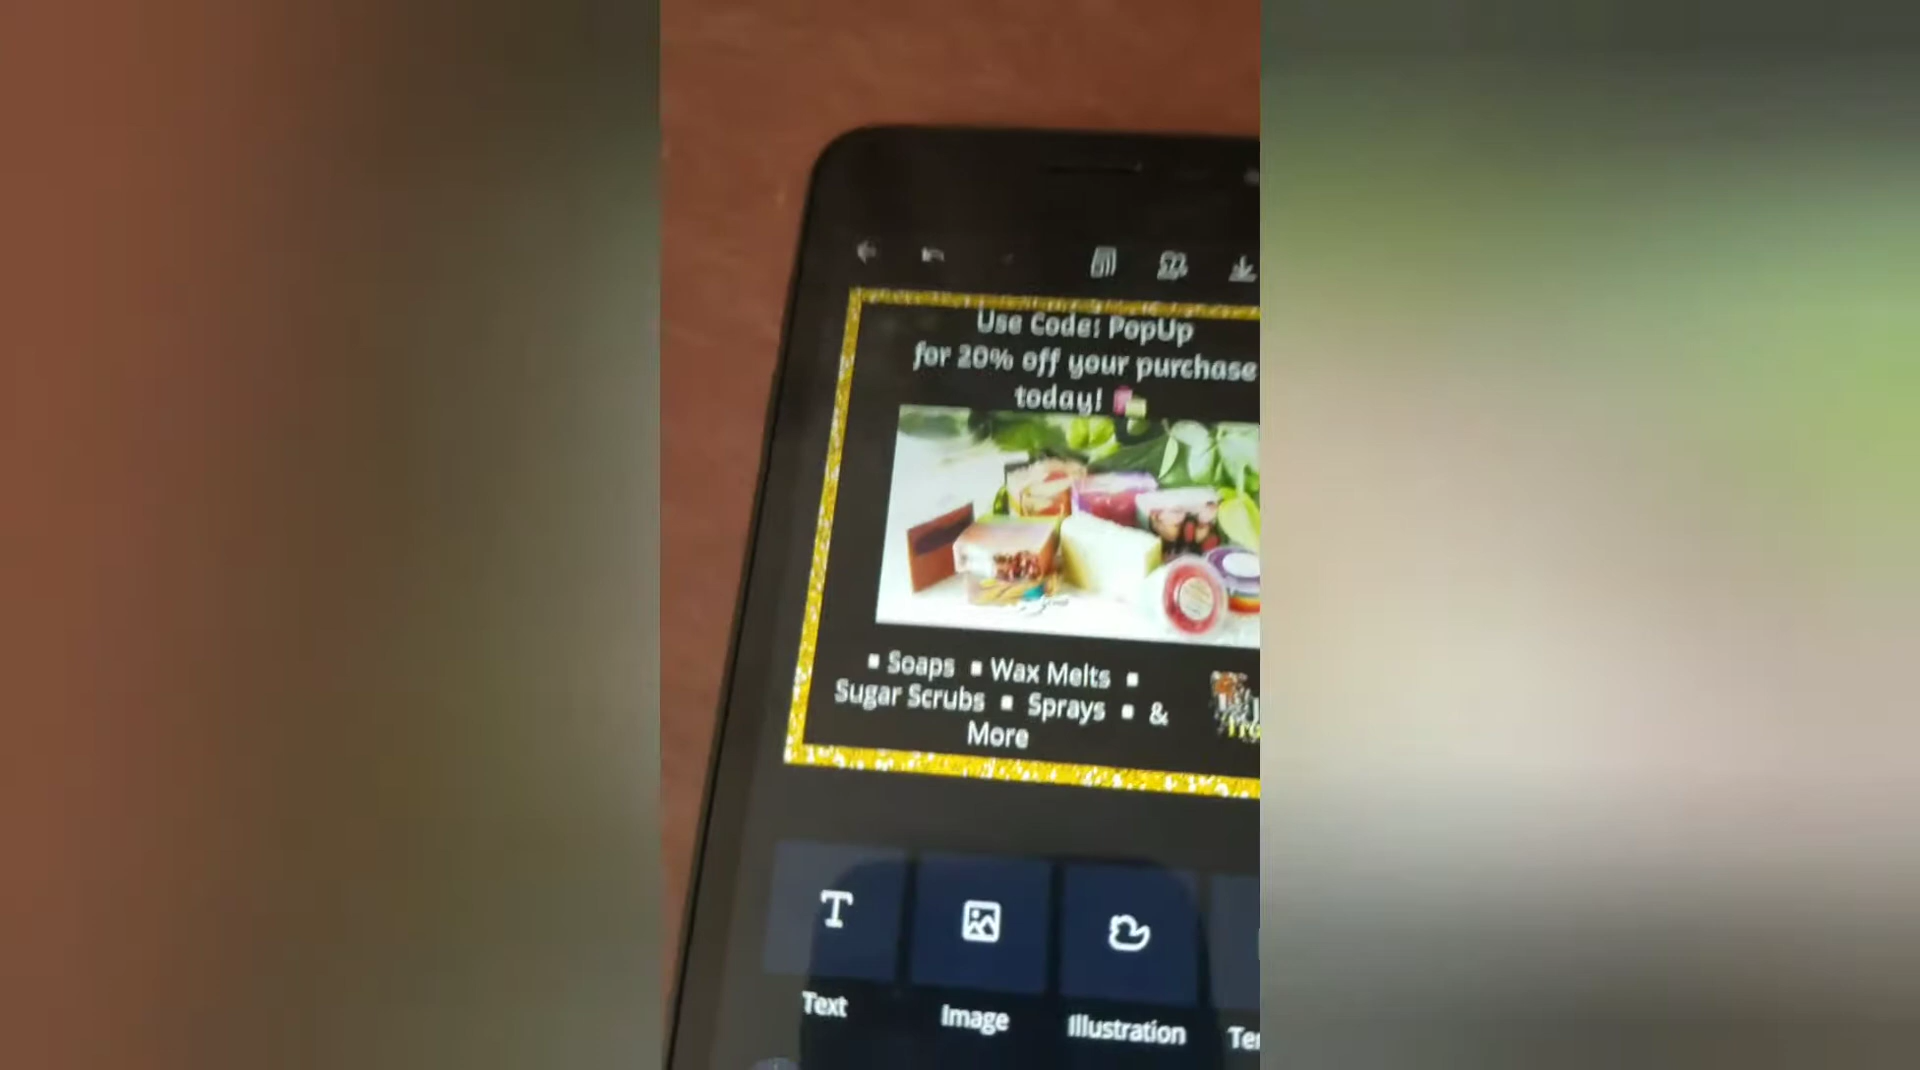 Use Code: PopUp
for 20% off your purchase
today!
▪ Soaps ▪ Wax Melts ▪
Sugar Scrubs ▪ Sprays ▪ &
More
Text
Image
Illustration